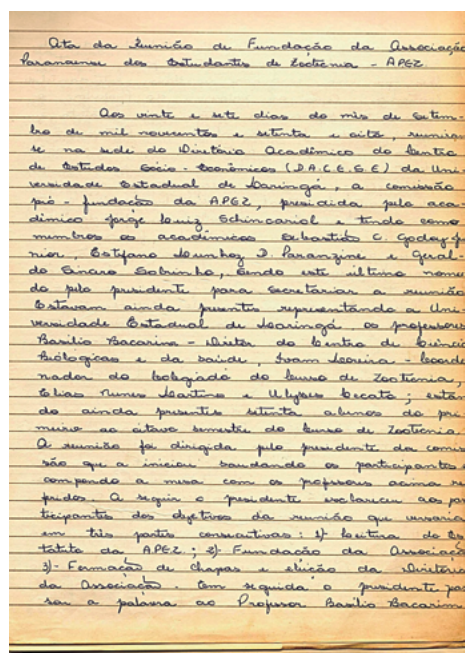 Ata da Reunião de Fundação da Associação
Paranaense dos Estudantes de Zootecnia - APEZ.
Aos vinte e sete dias do mês de Setem-
bro de mil novecentos e setenta e oito, reuniu-
se na sede do Diretório Acadêmico do Centro
de Estudos Sócio-Econômicos (D.A.C.E.S.E) da Uni-
versidade Estadual de Maringá, a comissão
pró-fundação da APEZ, presidida pelo aca-
dêmico Jorge Luiz Schincariol e tendo como
membros os acadêmicos Sebastião C. Godoy Jú
nior, Estefano Munhoz D. Paranzine e Geral-
do Sobrinho, sendo este último nomea
do pelo presidente para secretariar a reunião
Estavam ainda presentes representando a Uni-
versidade Estadual de Maringá, os professores
Basilio Bacarin - Diretor do Centro de Ciências
Biológicas e da saúde, Ivam Moreira - Coorde
nador do Colegiado do Curso de Zootecnia,
Elias Nunes Martins e Ulysses Cecato; estan
do ainda presentes setenta alunos do pri
meiro ao oitavo semestre do Curso de Zootecnia.
A reunião foi dirigida pelo presidente da comis
são que a iniciou saudando os participantes e
compondo a mesa com os professores acima re
feridos. A seguir o presidente esclareceu aos par
ticipantes dos objetivos da reunião que versaria
em três partes consecutivas: 1)- Leitura do Es
tatuto da APEZ; 2)- Fundação da Associação
3)- Formação de Chapas e eleição da Diretoria
da Associação. Em seguida o presidente pas
sou a palavra ao Professor Basilio Bacarin